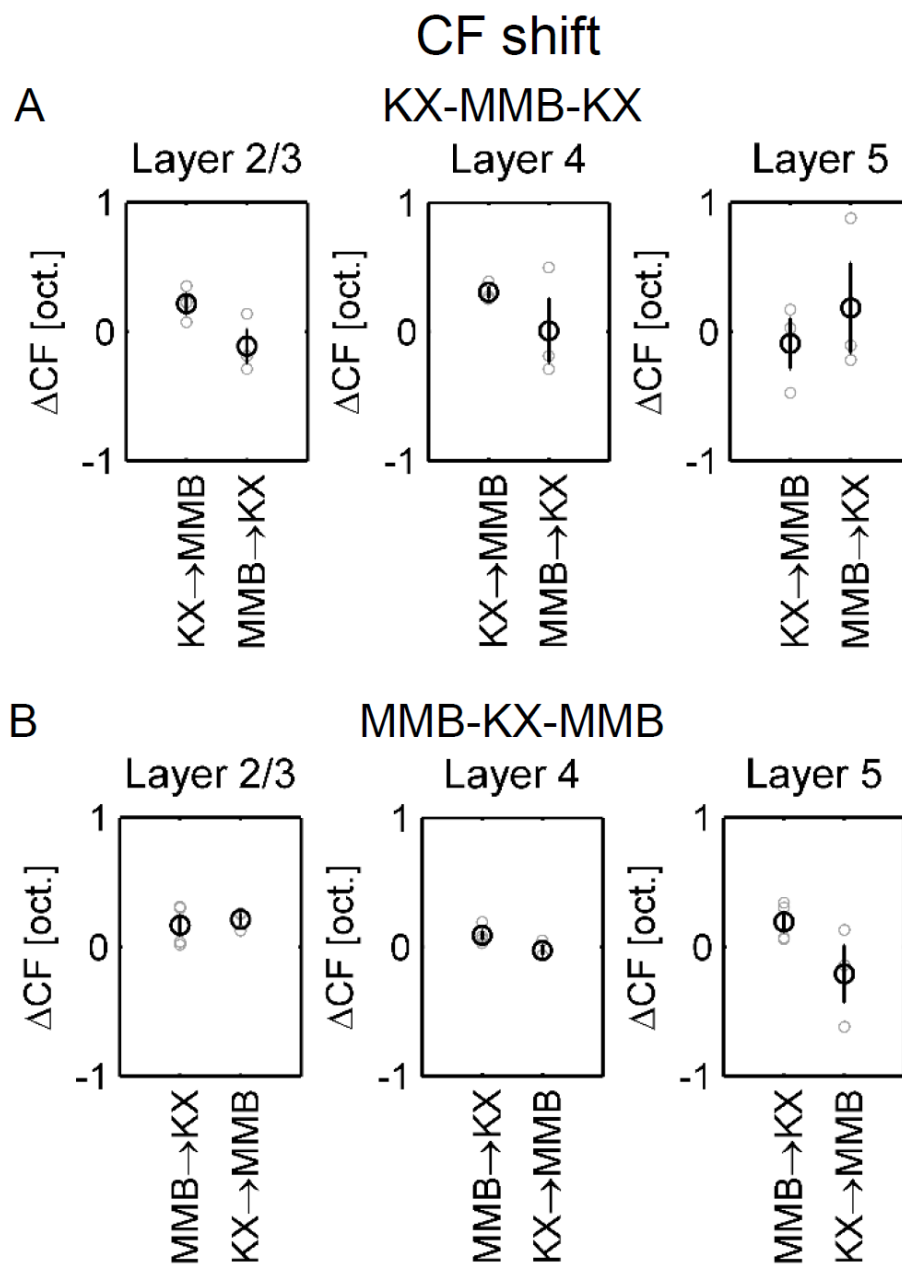 CF shift
A
KX-MMB-KX
Layer 2/3
Layer 4
Layer 5
ΔCF [oct.]
1
0
-1
KX→MMB
MMB→KX
ΔCF [oct.]
1
0
-1
KX→MMB
MMB→KX
ΔCF [oct.]
1
0
-1
KX→MMB
MMB→KX
B
MMB-KX-MMB
Layer 2/3
Layer 4
Layer 5
ΔCF [oct.]
1
0
-1
MMB→KX
KX→MMB
ΔCF [oct.]
1
0
-1
MMB→KX
KX→MMB
ΔCF [oct.]
1
0
-1
MMB→KX
KX→MMB